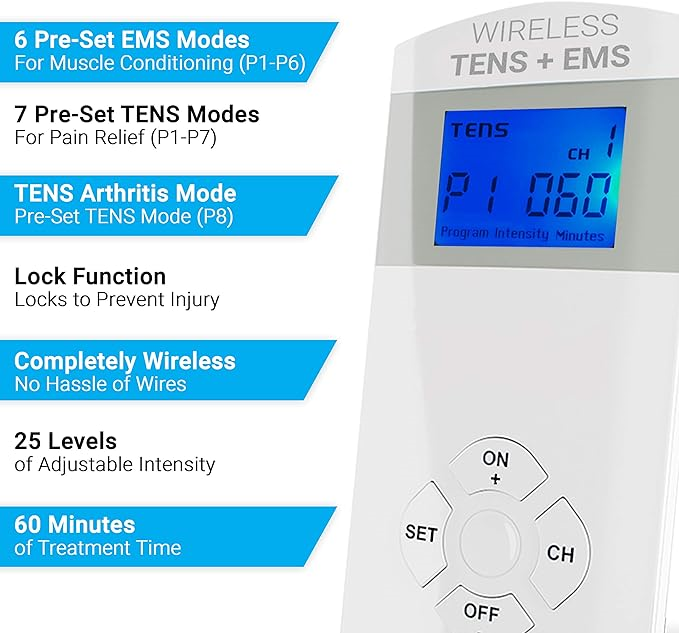 6 Pre-Set EMS Modes
For Muscle Conditioning (P1-P6)
7 Pre-Set TENS Modes
For Pain Relief (P1-P7)
TENS Arthritis Mode
Pre-Set TENS Mode (P8)
Lock Function
Locks to Prevent Injury
Completely Wireless
No Hassle of Wires
25 Levels
of Adjustable Intensity
60 Minutes
of Treatment Time
WIRELESS
TENS + EMS
TENS
CH 1
P1 060
Program Intensity Minutes
ON
+
SET
CH
OFF